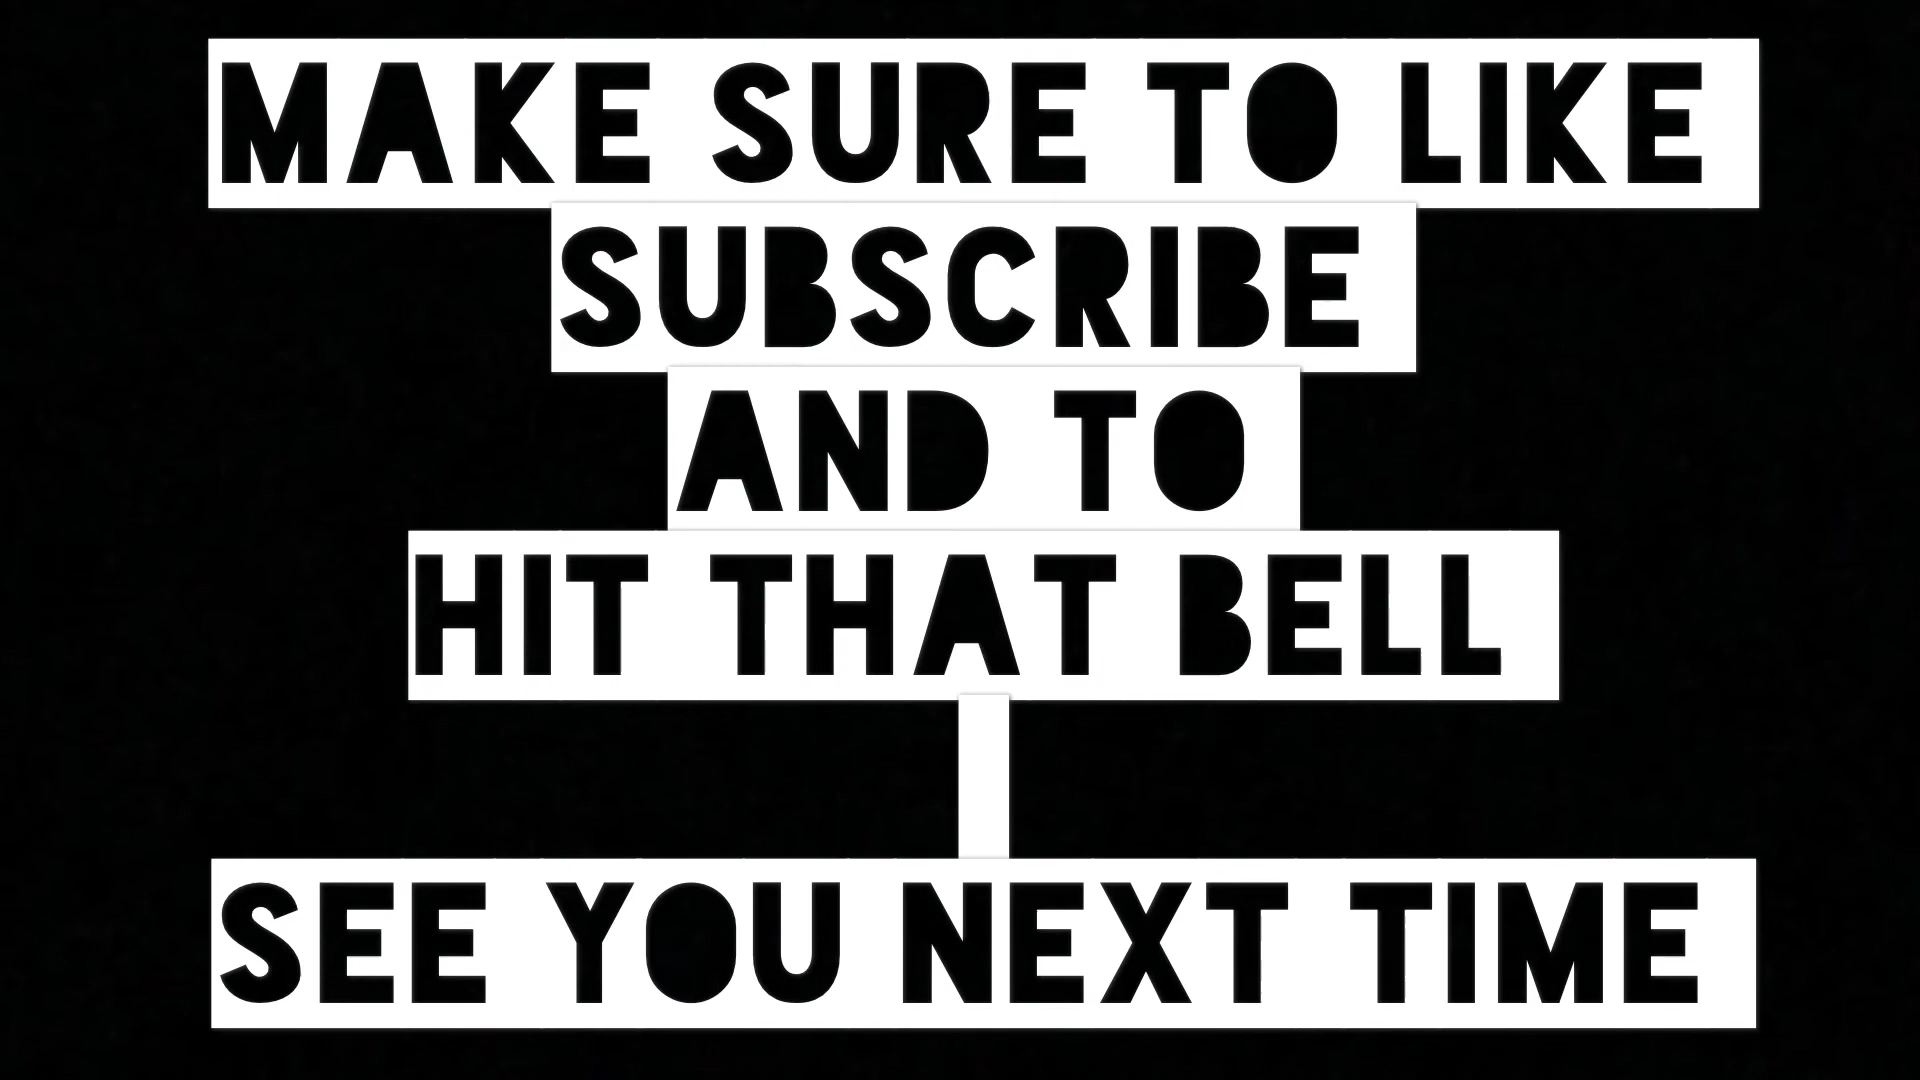 MAKE SURE TO LIKE
SUBSCRIBE
AND TO
HIT THAT BELL
SEE YOU NEXT TIME